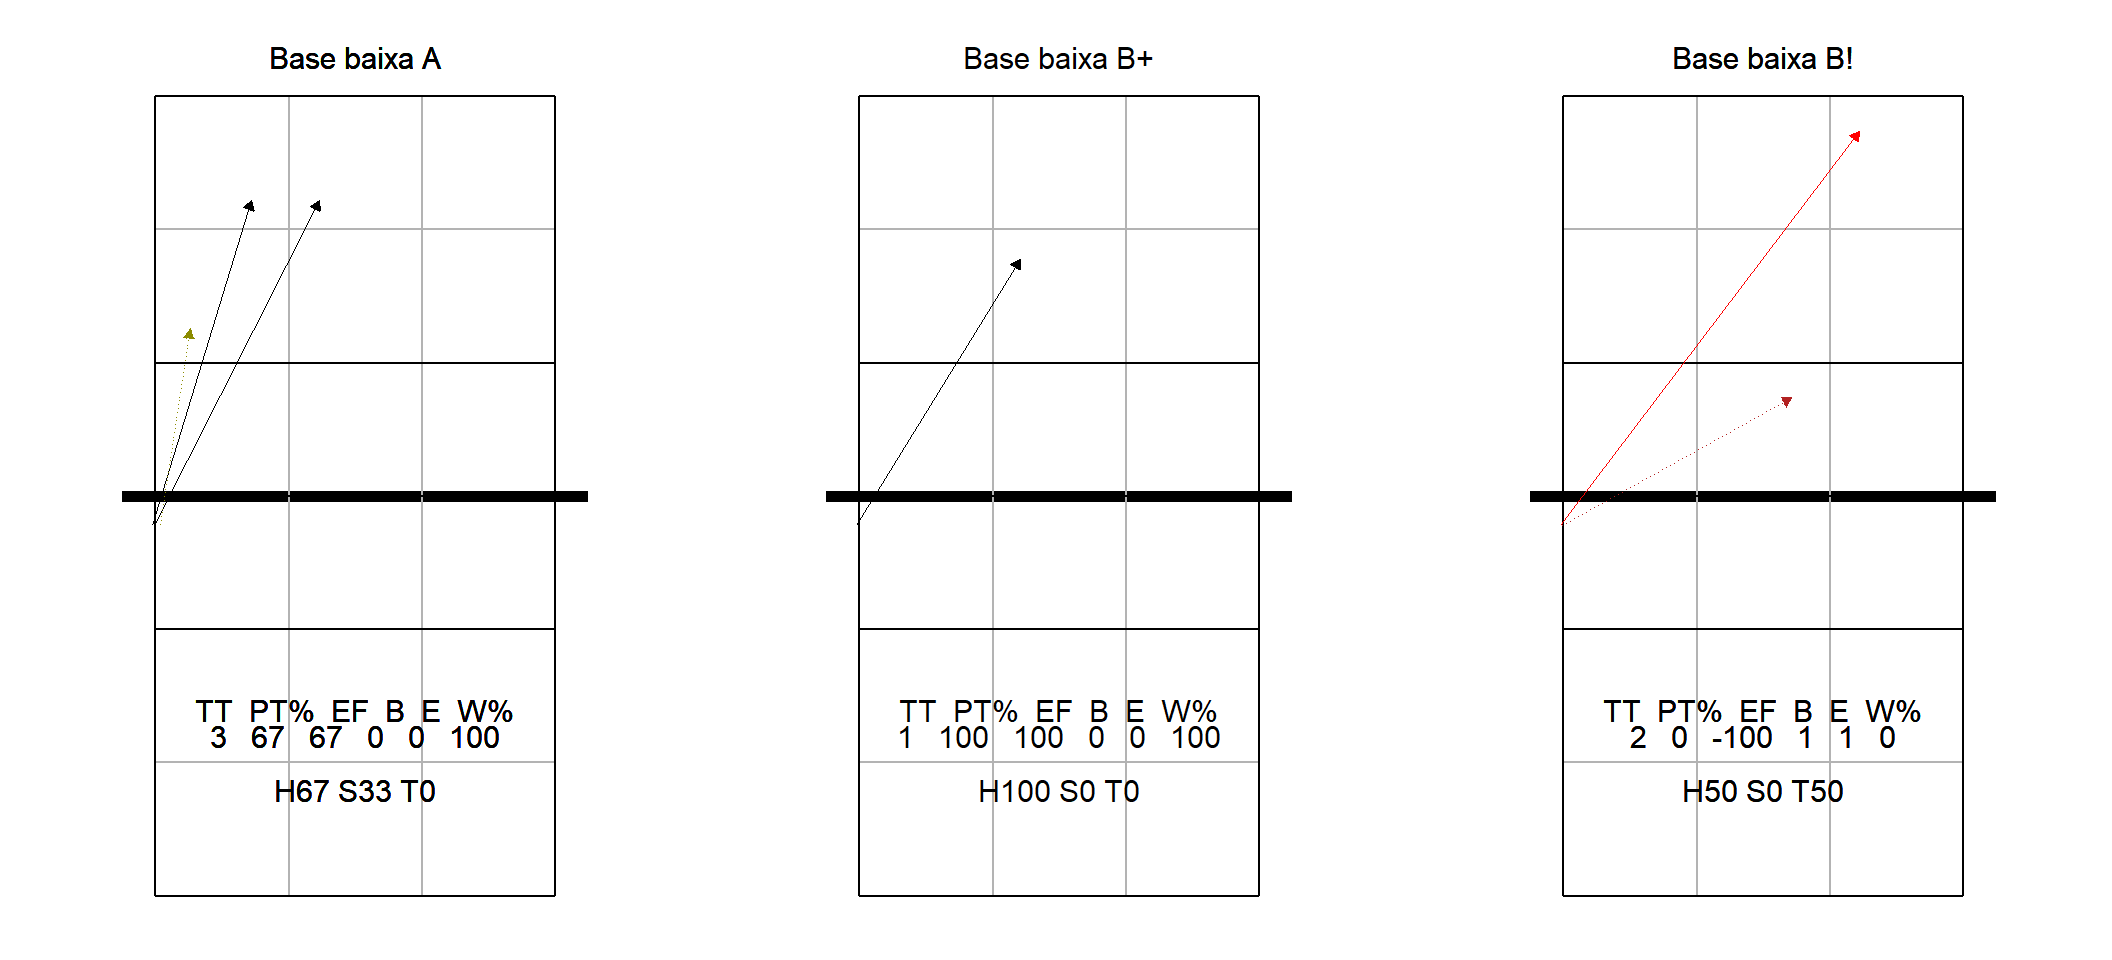 Base baixa A
TT PT% EF B E W%
3 67 67 0 0 100
H67 S33 T0
Base baixa B+
TT PT% EF B E W%
1 100 100 0 0 100
H100 S0 T0
Base baixa B!
TT PT% EF B E W%
2 0 -100 1 1 0
H50 S0 T50